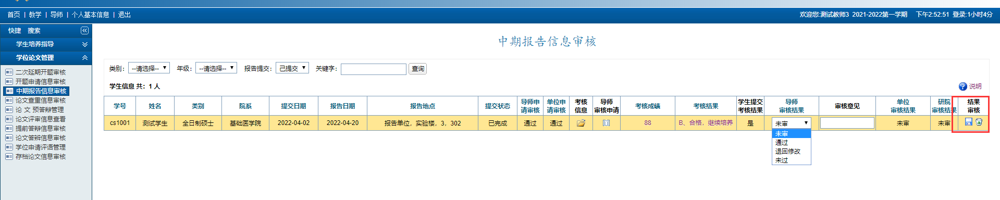 首页 | 教学 | 导师 | 个人基本信息 | 退出
欢迎您:测试教师3 2021-2022第一学期 下午2:52:51 登录:1小时4分
快捷 搜索
学生培养指导
学位论文管理
二次延期开题审核
开题申请信息审核
中期报告信息审核
论文查重信息审核
论 文 预答辩管理
论文评审信息查看
提前答辩信息审核
论文答辨信息审核
学位申请评语管理
存档论文信息审核
中期报告信息审核
类别: --请选择-- 年级: --请选择-- 报告提交: 已提交 关键字: 查询
学生信息 共: 1 人
说明
学号 姓名 类别 院系 提交日期 报告日期 报告地点 提交状态 导师申请审核 单位申请审核 考核信息 导师审核申请 考核成绩 考核结果 学生提交考核结果 导师审核结果 审核意见 单位审核结果 研院审核结果 结果审核
cs1001 测试学生 全日制硕士 基础医学院 2022-04-02 2022-04-20 报告单位, 实验楼, 3, 302 已完成 通过 通过 88 B、合格, 继续培养 是 未审 未审 未审
未审
通过
退回修改
未过